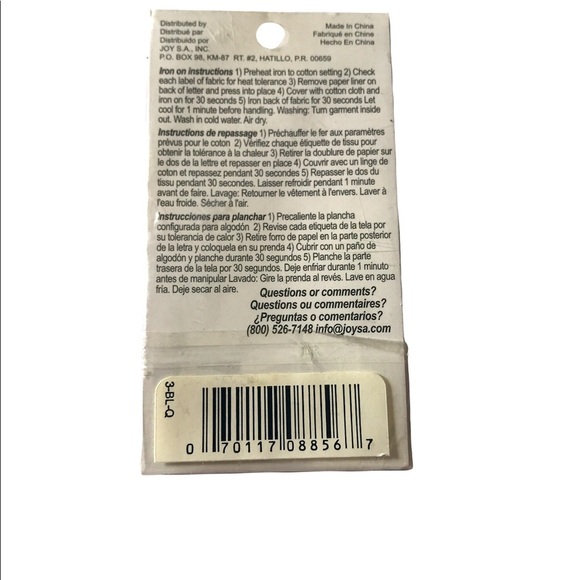 Distributed by
Distribué par
Distribuido por
JOY S.A., INC.
P.O. BOX 98, KM-87 RT. #2, HATILLO, P.R. 00659
Made In China
Fabriqué en China
Hecho En China
Iron on instructions 1) Preheat iron to cotton setting 2) Check
each label of fabric for heat tolerance 3) Remove paper liner on
back of letter and press into place 4) Cover with cotton cloth and
iron on for 30 seconds 5) Iron back of fabric for 30 seconds Let
cool for 1 minute before handling. Washing: Turn garment inside
out. Wash in cold water. Air dry.
Instructions de repassage 1) Préchauffer le fer aux paramètres
prévus pour le coton 2) Vérifiez chaque étiquette de tissu pour
obtenir la tolérance à la chaleur 3) Retirer la doublure de papier sur
le dos de la lettre et repasser en place 4) Couvrir avec un linge de
coton et repassez pendant 30 secondes 5) Repasser le dos du
tissu pendant 30 secondes. Laisser refroidir pendant 1 minute
avant de faire. Lavage: Retourner le vêtement à l'envers. Laver à
l'eau froide. Sécher à l'air.
Instrucciones para planchar 1) Precaliente la plancha
configurada para algodón 2) Revise cada etiqueta de la tela por
su tolerancia de calor 3) Retire forro de papel en la parte posterior
de la letra y coloquela en su prenda 4) Cubrir con un paño de
algodón y planche durante 30 segundos 5) Planche la parte
trasera de la tela por 30 segundos. Deje enfriar durante 1 minuto
antes de manipular Lavado: Gire la prenda al revés. Lave en agua
fría. Deje secar al aire.
Questions or comments?
Questions ou commentaires?
¿Preguntas o comentarios?
(800) 526-7148 info@joysa.com
3-BL-Q
0 70117 08856 7